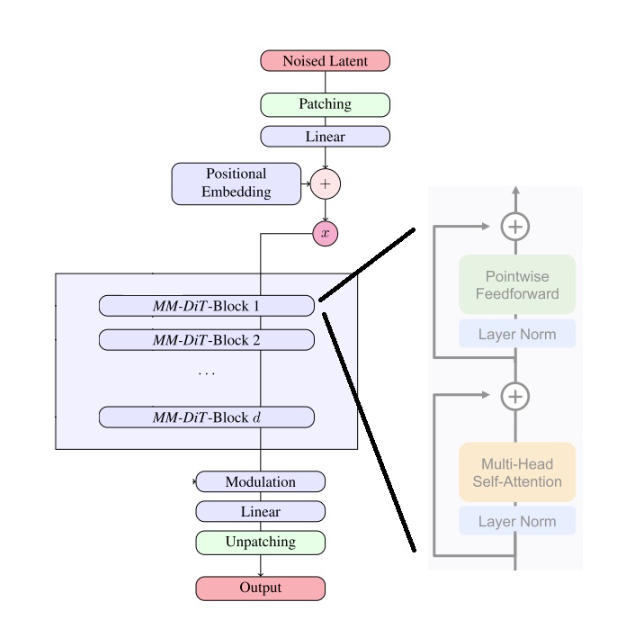 Noised Latent
Patching
Linear
Positional
Embedding
+
x
MM-DiT-Block 1
MM-DiT-Block 2
...
MM-DiT-Block d
Modulation
Linear
Unpatching
Output
+
Pointwise
Feedforward
Layer Norm
+
Multi-Head
Self-Attention
Layer Norm